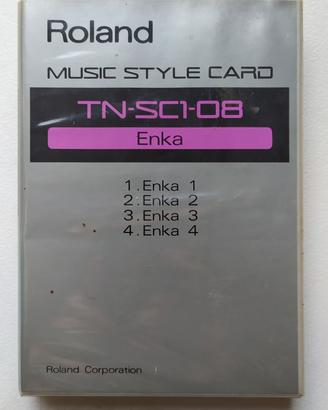 Roland
MUSIC STYLE CARD
TN-SC1-08
Enka
1.Enka 1
2.Enka 2
3.Enka 3
4.Enka 4
Roland Corporation